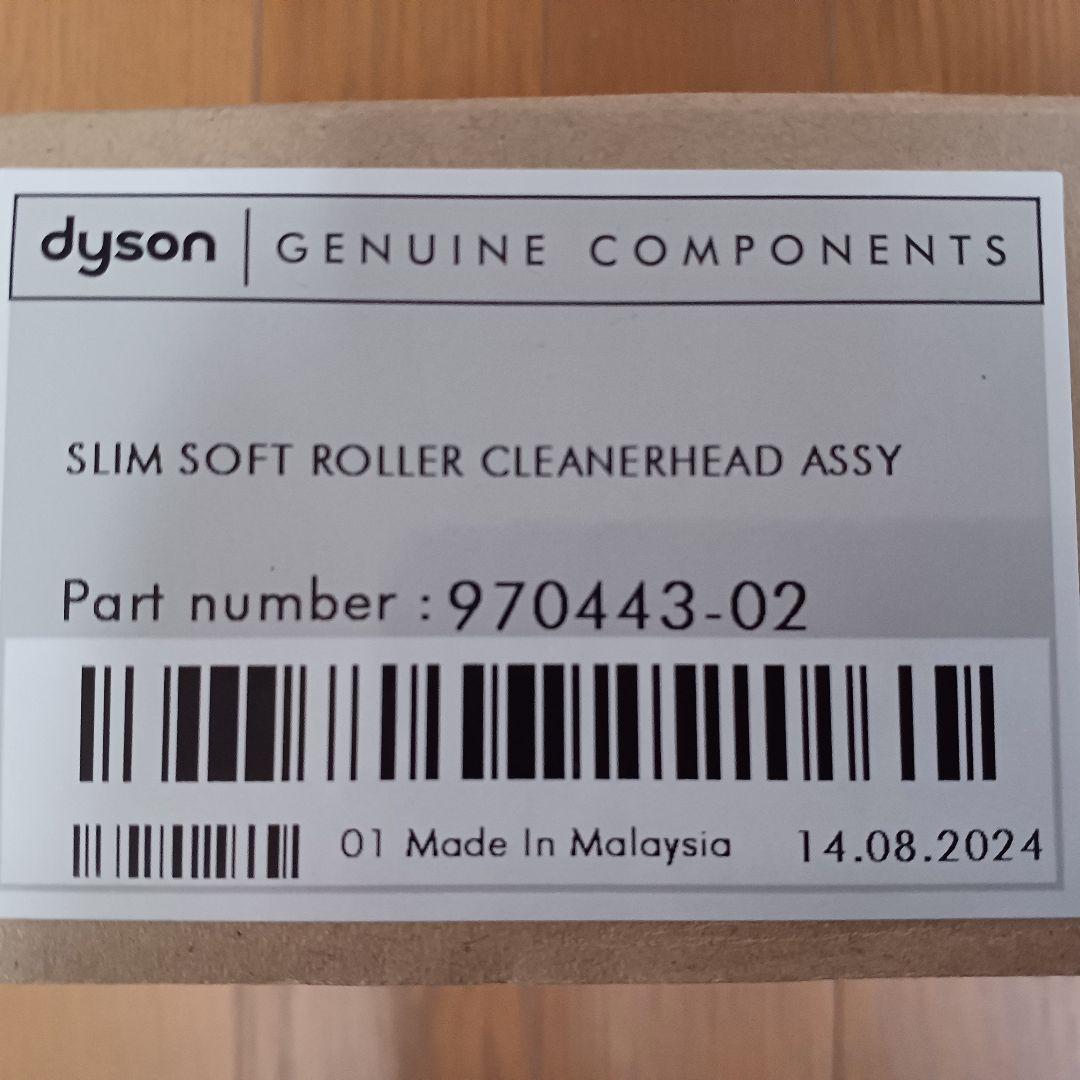 dyson GENUINE COMPONENTS
SLIM SOFT ROLLER CLEANERHEAD ASSY
Part number : 970443-02
01 Made In Malaysia 14.08.2024